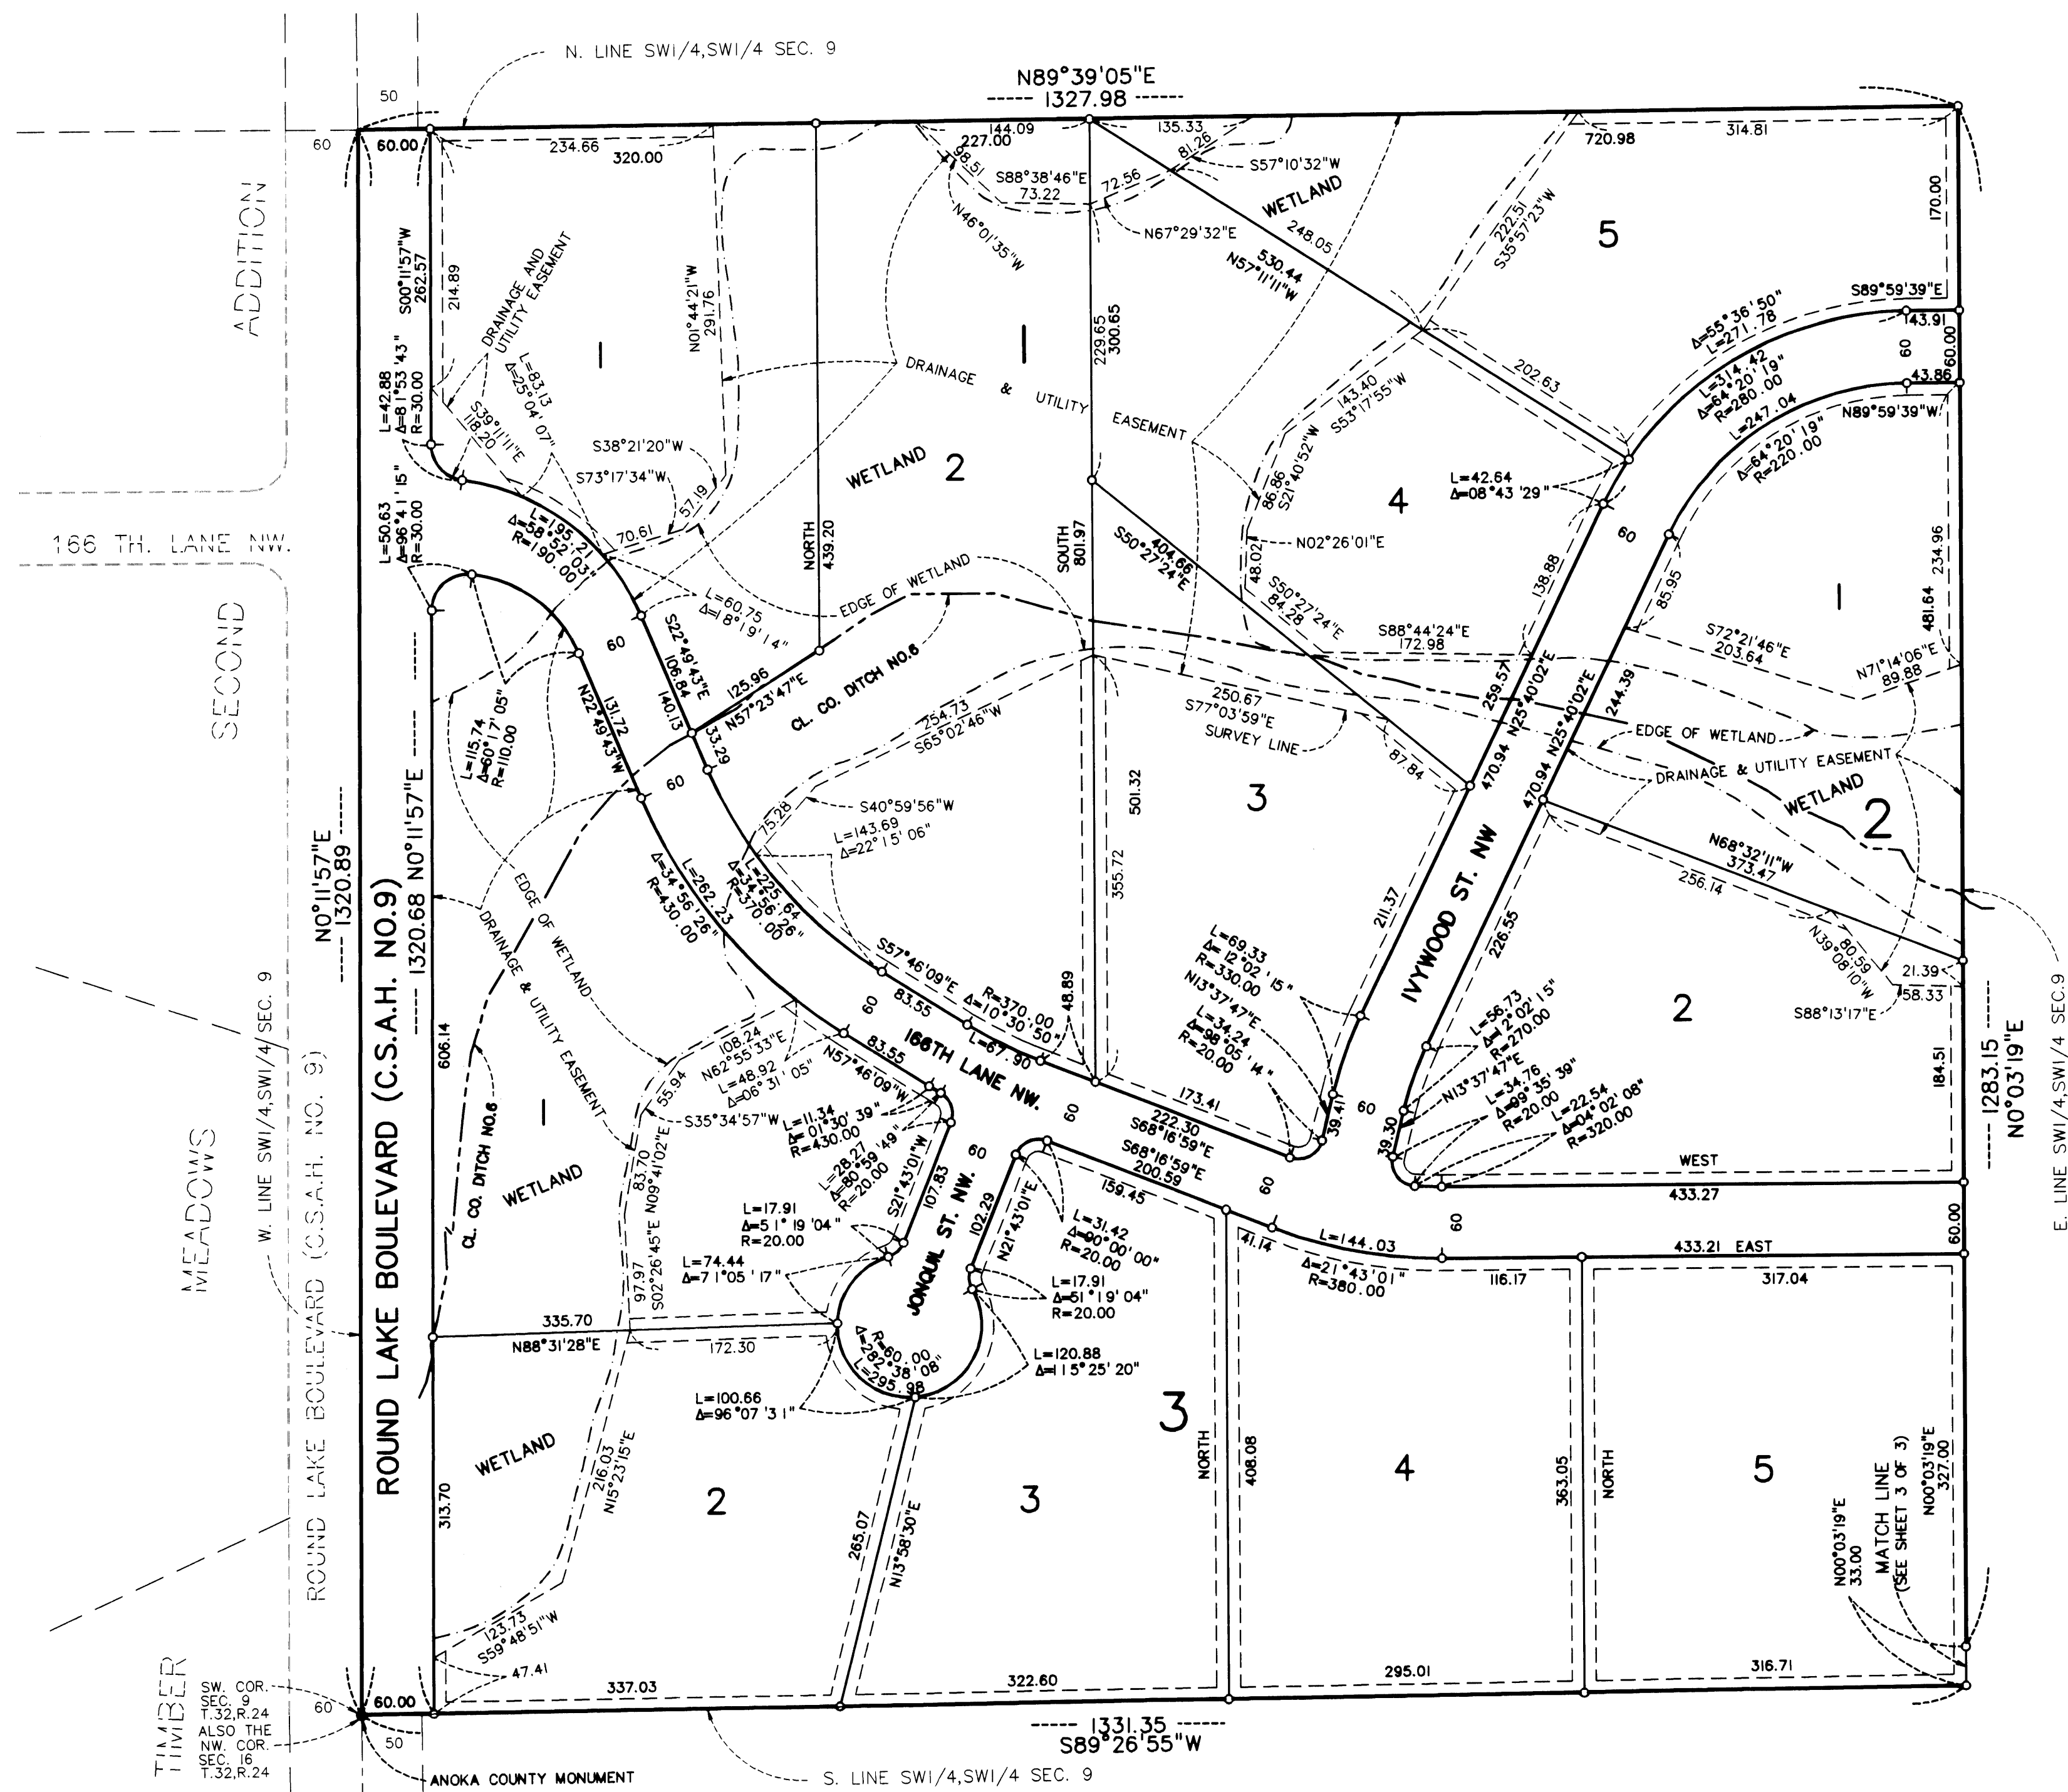 N. LINE SW1/4,SW1/4 SEC. 9
N89°39'05"E
1327.98
50
60
60.00
234.66
320.00
144.09
227.00
135.33
720.98
314.81
ADDITION
S00°11'57"W
262.57
214.89
DRAINAGE AND
UTILITY EASEMENT
N01°44'21"W
291.76
98.51
N46°01'35"W
S88°38'46"E
73.22
72.56
81.26
S57°10'32"W
N67°29'32"E
WETLAND
248.05
530.44
N57°11'11"W
222.51
S35°57'23"W
5
170.00
S89°59'39"E
143.91
60
60.00
43.86
N89°59'39"W
Δ=55°36'50"
L=271.78
L=314.42
Δ=64°20'19"
R=280.00
L=247.04
Δ=64°20'19"
R=220.00
L=42.88
Δ=81°53'43"
R=30.00
L=83.13
Δ=25°04'07"
S39°11'11"E
118.20
1
1
229.65
300.65
DRAINAGE & UTILITY EASEMENT
202.63
143.40
S53°17'55"W
S38°21'20"W
S73°17'34"W
57.19
70.61
WETLAND
2
86.86
S21°40'52"W
4
L=42.64
Δ=08°43'29"
L=50.63
Δ=96°41'15"
R=30.00
L=195.21
Δ=58°52'03"
R=190.00
166 TH. LANE NW.
NORTH
439.20
SOUTH
801.97
404.66
S50°27'24"E
N02°26'01"E
48.02
S50°27'24"E
84.28
138.88
60
85.95
234.96
481.64
1
SECOND
L=60.75
Δ=18°19'14"
EDGE OF WETLAND
60
S22°49'43"E
106.84
140.13
125.96
N57°23'47"E
CL. CO. DITCH NO.6
S88°44'24"E
172.98
S72°21'46"E
203.64
N71°14'06"E
89.88
L=115.74
Δ=60°17'05"
R=110.00
131.72
N22°49'43"W
33.29
60
254.73
S65°02'46"W
250.67
S77°03'59"E
SURVEY LINE
87.84
259.57
N25°40'02"E
470.94
244.39
N25°40'02"E
470.94
EDGE OF WETLAND
DRAINAGE & UTILITY EASEMENT
WETLAND
2
N0°11'57"E
1320.89
ROUND LAKE BOULEVARD (C.S.A.H. NO.9)
1320.68 N0°11'57"E
75.28
S40°59'56"W
L=143.69
Δ=22°15'06"
501.32
355.72
3
N68°32'11"W
373.47
256.14
EDGE OF WETLAND
DRAINAGE & UTILITY EASEMENT
L=262.23
Δ=34°56'26"
R=430.00
L=225.64
Δ=34°56'26"
R=370.00
211.37
IVYWOOD ST. NW
226.55
N39°08'10"W
80.59
21.39
58.33
S88°13'17"E
S57°46'09"E
83.55
60
R=370.00
Δ=10°30'50"
L=67.90
48.89
L=69.33
Δ=12°02'15"
R=330.00
N13°37'47"E
L=34.24
Δ=98°05'14"
R=20.00
L=56.73
Δ=12°02'15"
R=270.00
N13°37'47"E
L=34.76
Δ=99°35'39"
R=20.00
L=22.54
Δ=04°02'08"
R=320.00
2
1283.15
N0°03'19"E
E. LINE SW1/4,SW1/4 SEC.9
W. LINE SW1/4,SW1/4/SEC. 9
606.14
166TH LANE NW.
83.55
N57°46'09"W
108.24
N62°55'33"E
L=48.92
Δ=06°31'05"
55.94
S35°34'57"W
L=11.34
Δ=01°30'39"
R=430.00
L=28.27
Δ=80°59'49"
R=20.00
60
173.41
222.30
S68°16'59"E
39.41
60
39.30
184.51
1
WETLAND
CL. CO. DITCH NO.6
83.70
N09°41'02"E
97.97
S02°26'45"E
S21°43'01"W
107.83
60
102.29
N21°43'01"E
S68°16'59"E
200.59
159.45
60
WEST
433.27
60
60.00
MEADOWS
ROUND LAKE BOULEVARD (C.S.A.H. NO. 9)
L=17.91
Δ=51°19'04"
R=20.00
L=74.44
Δ=71°05'17"
JONQUIL ST. NW.
L=31.42
Δ=90°00'00"
R=20.00
41.14
L=144.03
Δ=21°43'01"
R=380.00
433.21 EAST
116.17
317.04
L=17.91
Δ=51°19'04"
R=20.00
335.70
N88°31'28"E
172.30
R=60.00
Δ=282°38'08"
L=295.98
L=120.88
Δ=115°25'20"
L=100.66
Δ=96°07'31"
3
WETLAND
216.03
N15°23'15"E
2
3
4
5
313.70
265.07
N13°58'30"E
NORTH
408.08
363.05
NORTH
N00°03'19"E
33.00
MATCH LINE
(SEE SHEET 3 OF 3)
N00°03'19"E
327.00
123.73
S59°48'51"W
47.41
TIMBER
SW. COR.
SEC. 9
T.32,R.24
ALSO THE
NW. COR.
SEC. 16
T.32,R.24
60
60.00
50
337.03
322.60
295.01
316.71
1331.35
S89°26'55"W
ANOKA COUNTY MONUMENT
S. LINE SW1/4,SW1/4 SEC. 9